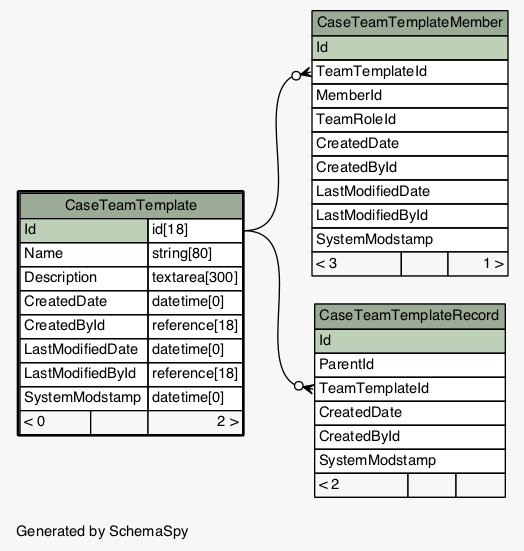 CaseTeamTemplateMember
Id
TeamTemplateId
MemberId
TeamRoleId
CreatedDate
CreatedById
LastModifiedDate
LastModifiedById
SystemModstamp
< 3 1 >
CaseTeamTemplate
Id id[18]
Name string[80]
Description textarea[300]
CreatedDate datetime[0]
CreatedById reference[18]
LastModifiedDate datetime[0]
LastModifiedById reference[18]
SystemModstamp datetime[0]
< 0 2 >
CaseTeamTemplateRecord
Id
ParentId
TeamTemplateId
CreatedDate
CreatedById
SystemModstamp
< 2
Generated by SchemaSpy